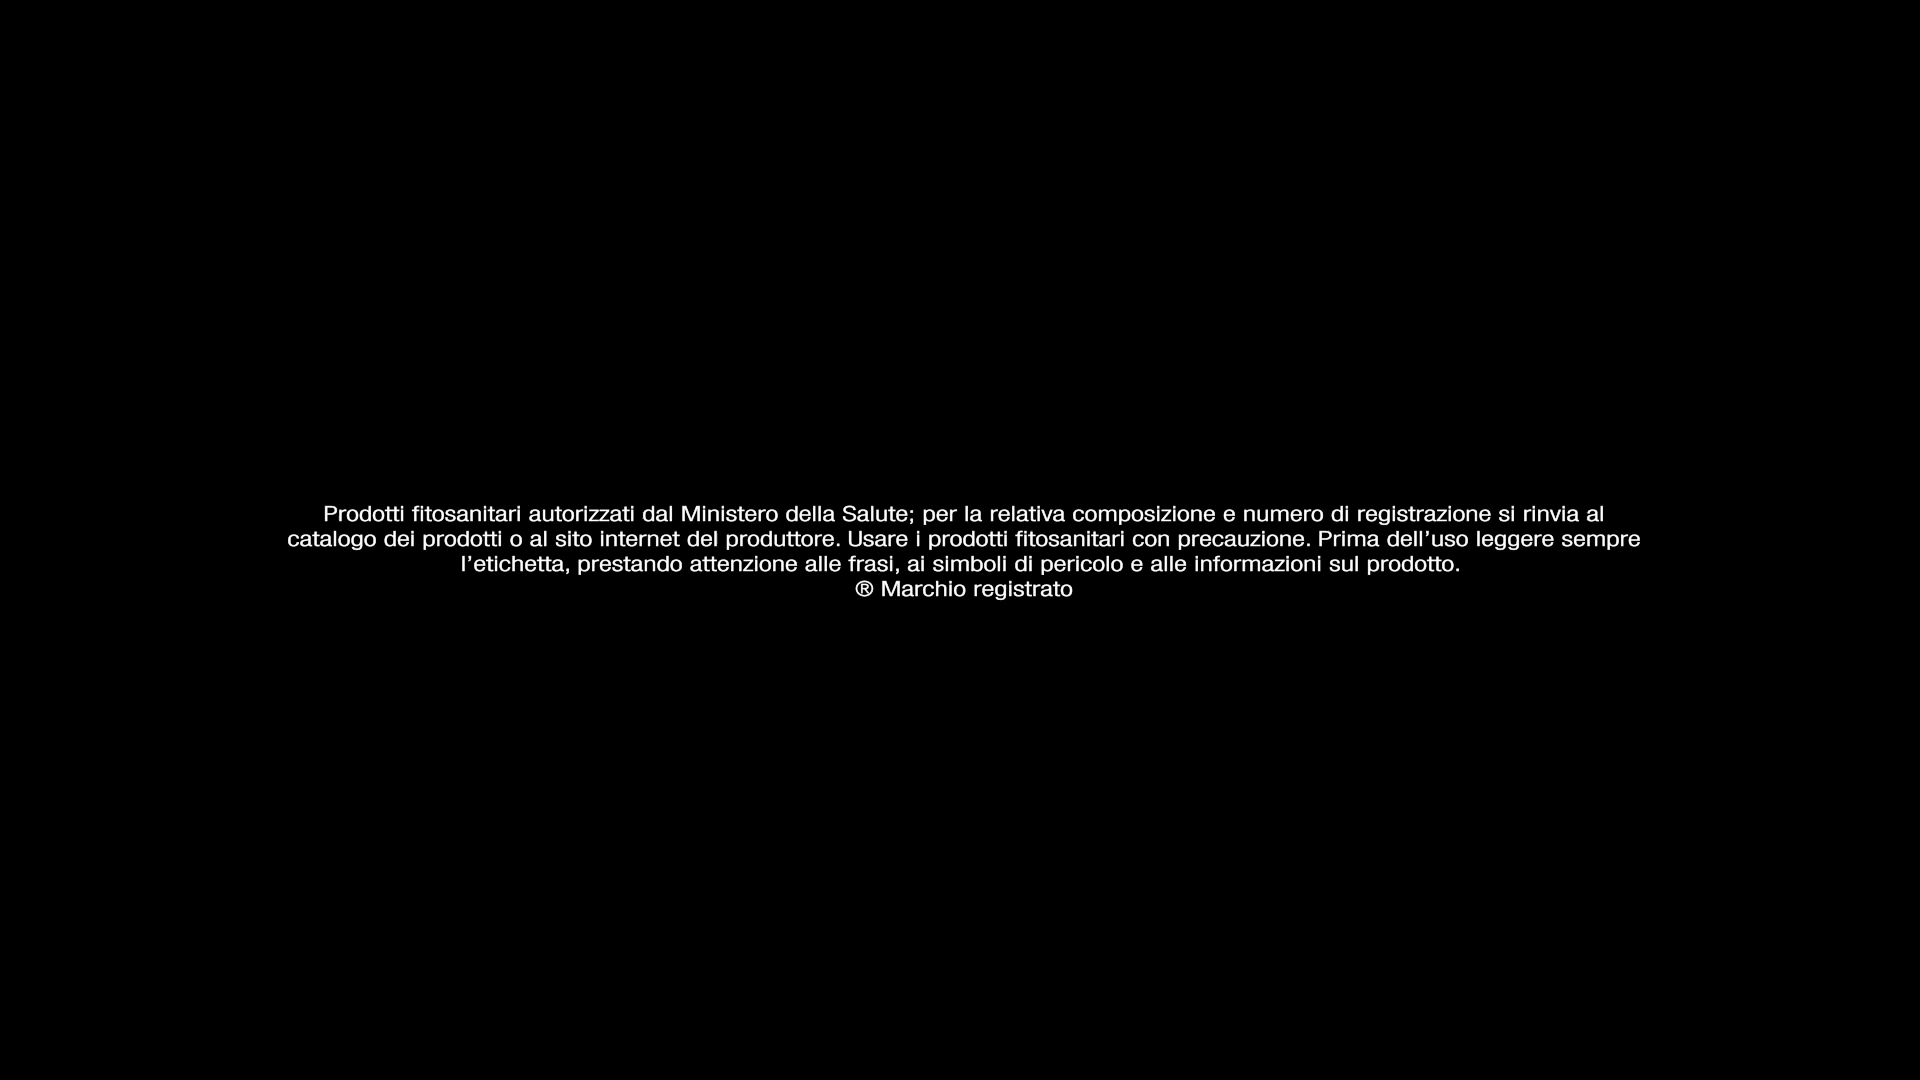 Prodotti fitosanitari autorizzati dal Ministero della Salute; per la relativa composizione e numero di registrazione si rinvia al
catalogo dei prodotti o al sito internet del produttore. Usare i prodotti fitosanitari con precauzione. Prima dell’uso leggere sempre
l’etichetta, prestando attenzione alle frasi, ai simboli di pericolo e alle informazioni sul prodotto.
® Marchio registrato